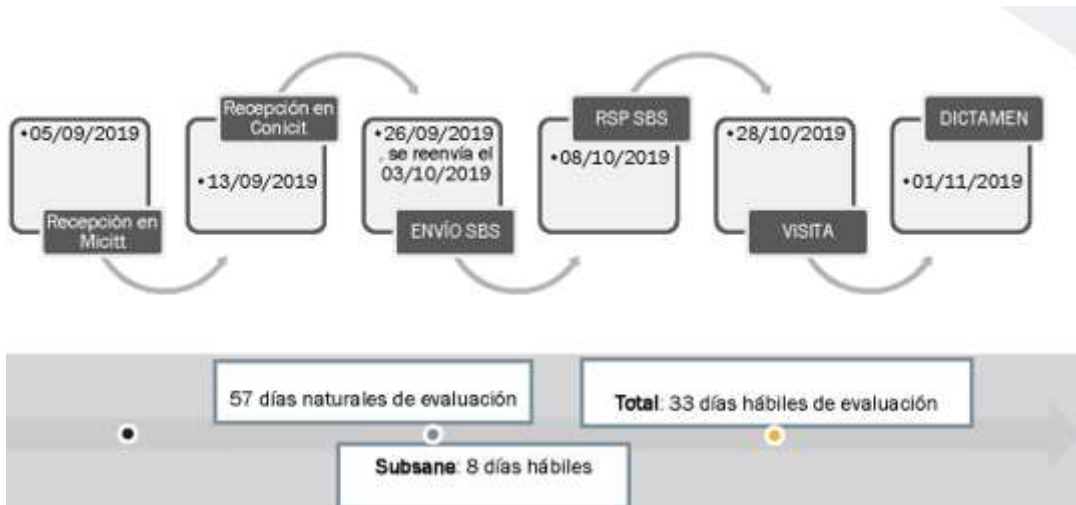 •05/09/2019
Recepción en
Micitt
Recepción en
Conicit
•13/09/2019
•26/09/2019
, se reenvía el
03/10/2019
ENVÍO SBS
RSP SBS
•08/10/2019
•28/10/2019
VISITA
DICTAMEN
•01/11/2019
57 días naturales de evaluación
Subsane: 8 días hábiles
Total: 33 días hábiles de evaluación